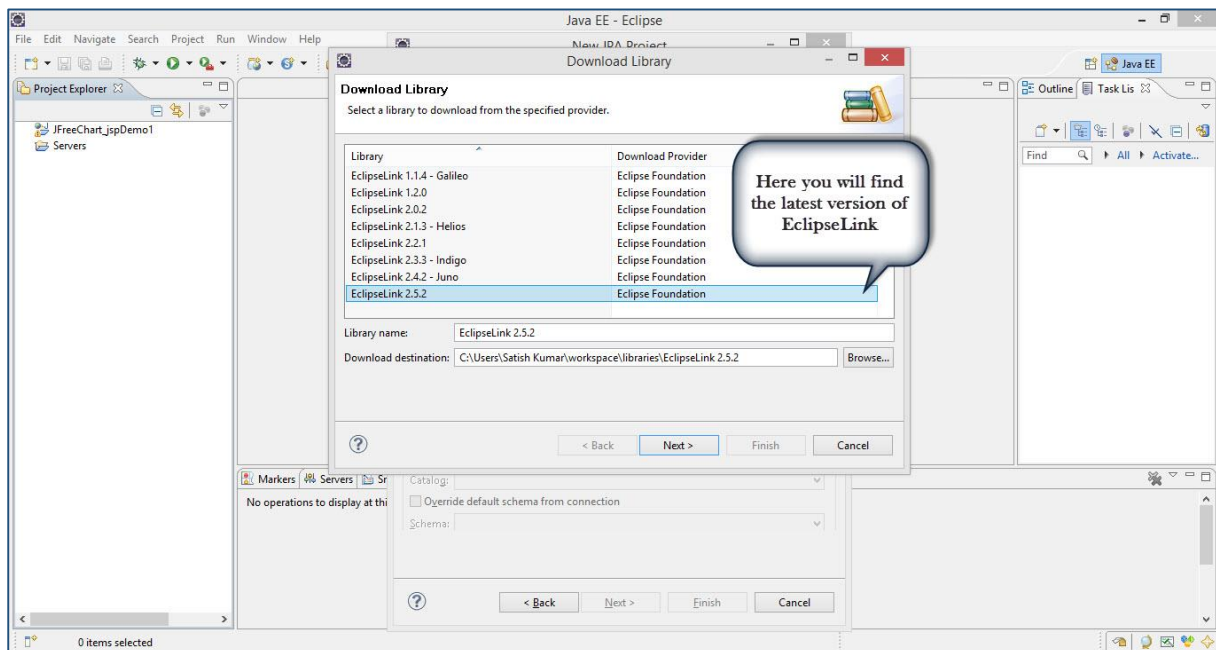 Java EE - Eclipse
File Edit Navigate Search Project Run Window Help
New JPA Project
Download Library
Java EE
Project Explorer
JFreeChart_jspDemo1
Servers
Download Library
Select a library to download from the specified provider.
Library Download Provider
EclipseLink 1.1.4 - Galileo Eclipse Foundation
EclipseLink 1.2.0 Eclipse Foundation
EclipseLink 2.0.2 Eclipse Foundation
EclipseLink 2.1.3 - Helios Eclipse Foundation
EclipseLink 2.2.1 Eclipse Foundation
EclipseLink 2.3.3 - Indigo Eclipse Foundation
EclipseLink 2.4.2 - Juno Eclipse Foundation
EclipseLink 2.5.2 Eclipse Foundation
Here you will find
the latest version of
EclipseLink
Library name: EclipseLink 2.5.2
Download destination: C:\Users\Satish Kumar\workspace\libraries\EclipseLink 2.5.2 Browse...
< Back Next > Finish Cancel
Outline Task Lis
Find All Activate...
Markers Servers Sr
No operations to display at thi
Catalog:
Override default schema from connection
Schema:
< Back Next > Finish Cancel
0 items selected